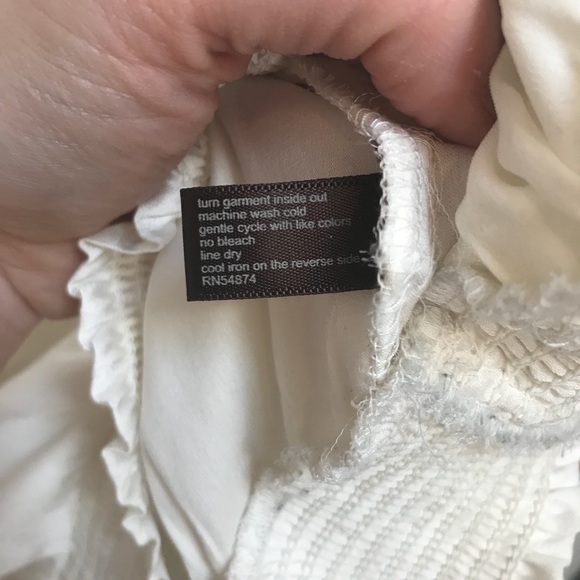 turn garment inside out
machine wash cold
gentle cycle with like colors
no bleach
line dry
cool iron on the reverse side
RN54874